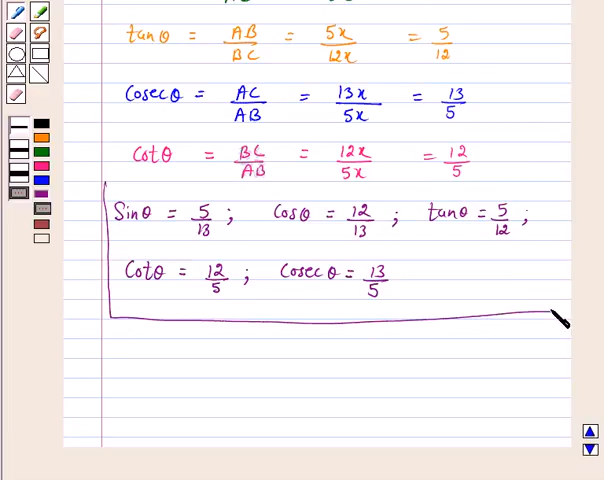 tanθ = AB/BC = 5x/12x = 5/12
Cosecθ = AC/AB = 13x/5x = 13/5
Cotθ = BC/AB = 12x/5x = 12/5
Sinθ = 5/13 ; Cosθ = 12/13 ; tanθ = 5/12 ;
Cotθ = 12/5 ; Cosecθ = 13/5